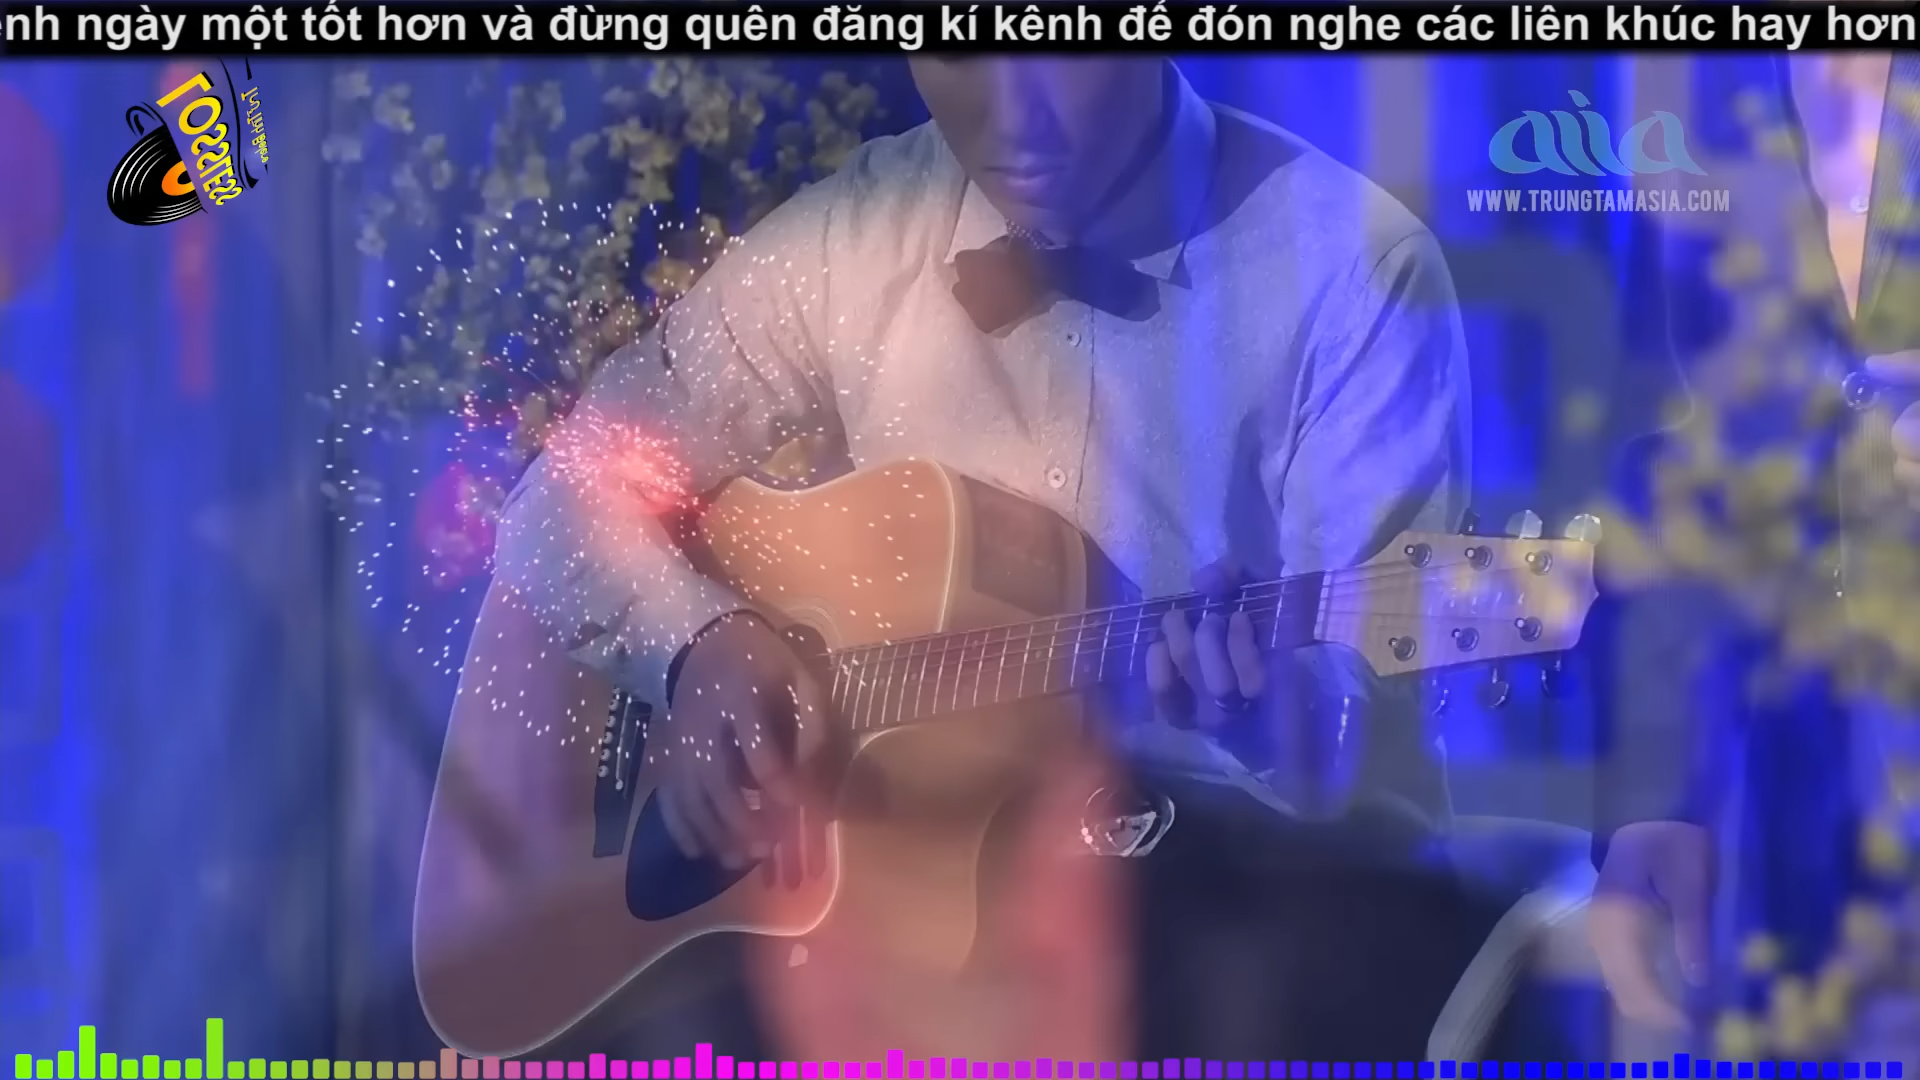 ênh ngày một tốt hơn và đừng quên đăng kí kênh để đón nghe các liên khúc hay hơn
asia
WWW.TRUNGTAMASIA.COM